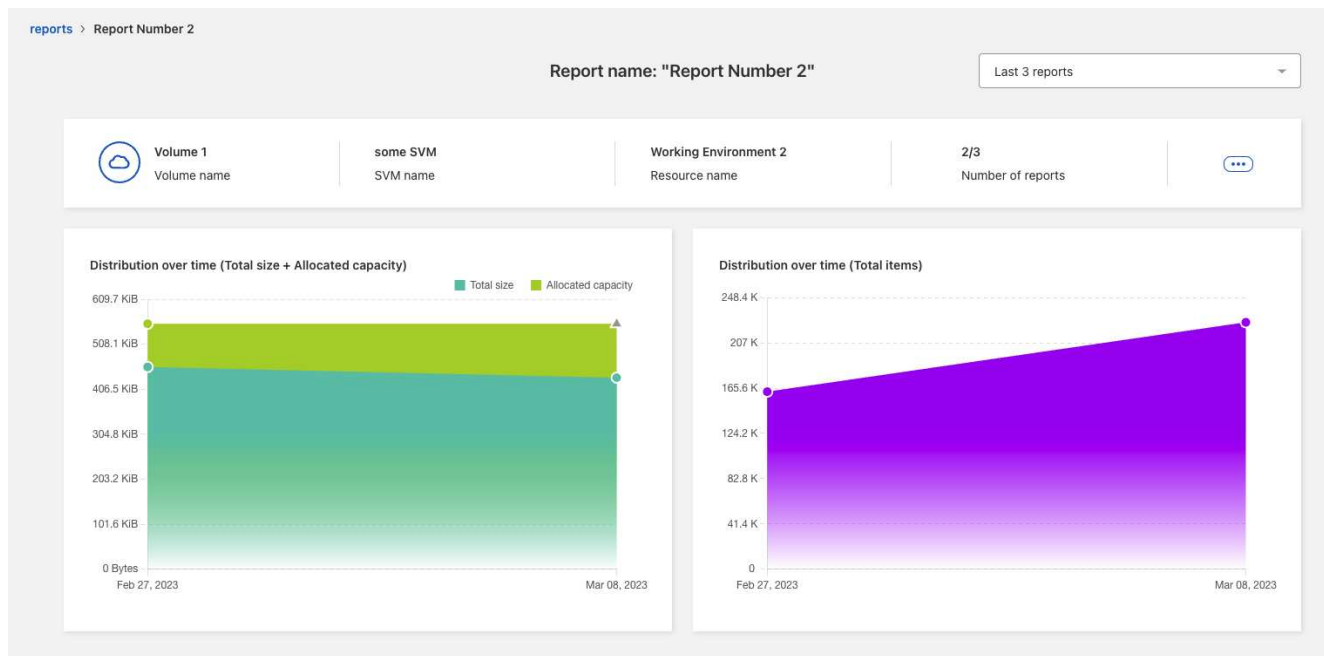 reports > Report Number 2
Report name: "Report Number 2"
Last 3 reports
Volume 1
Volume name
some SVM
SVM name
Working Environment 2
Resource name
2/3
Number of reports
Distribution over time (Total size + Allocated capacity)
Total size
Allocated capacity
609.7 KiB
508.1 KiB
406.5 KiB
304.8 KiB
203.2 KiB
101.6 KiB
0 Bytes
Feb 27, 2023
Mar 08, 2023
Distribution over time (Total items)
248.4 K
207 K
165.6 K
124.2 K
82.8 K
41.4 K
0
Feb 27, 2023
Mar 08, 2023